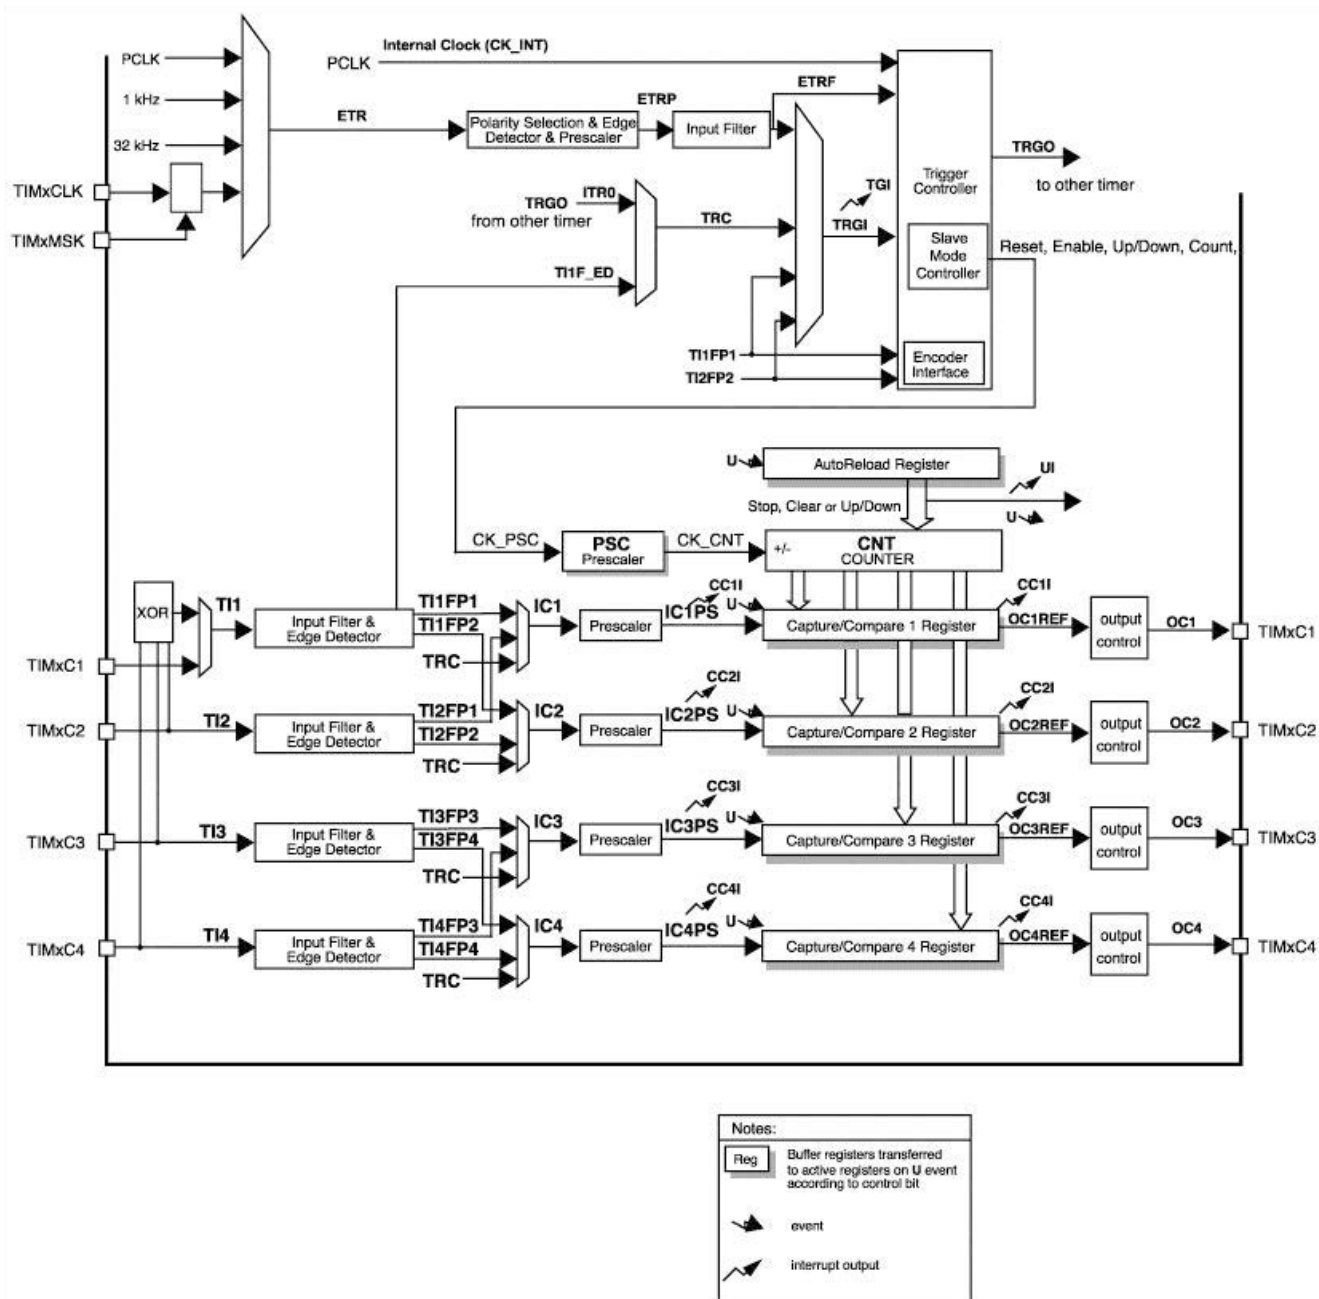 Internal Clock (CK_INT)
PCLK
PCLK
1 kHz
32 kHz
TIMxCLK
TIMxMSK
ETR
Polarity Selection & Edge
Detector & Prescaler
ETRP
Input Filter
ETRF
TRGO
from other timer
ITR0
TRC
TI1F_ED
TGI
TRGI
Trigger
Controller
TRGO
to other timer
Slave
Mode
Controller
Reset, Enable, Up/Down, Count,
TI1FP1
TI2FP2
Encoder
Interface
U
AutoReload Register
UI
Stop, Clear or Up/Down
U
CK_PSC
PSC
Prescaler
CK_CNT
+/-
CNT
COUNTER
XOR
TI1
TIMxC1
Input Filter &
Edge Detector
TI1FP1
TI1FP2
TRC
IC1
Prescaler
CC1I
IC1PS
U
Capture/Compare 1 Register
CC1I
OC1REF
output
control
OC1
TIMxC1
TIMxC2
TI2
Input Filter &
Edge Detector
TI2FP1
TI2FP2
TRC
IC2
Prescaler
CC2I
IC2PS
U
Capture/Compare 2 Register
CC2I
OC2REF
output
control
OC2
TIMxC2
TIMxC3
TI3
Input Filter &
Edge Detector
TI3FP3
TI3FP4
TRC
IC3
Prescaler
CC3I
IC3PS
U
Capture/Compare 3 Register
CC3I
OC3REF
output
control
OC3
TIMxC3
TIMxC4
TI4
Input Filter &
Edge Detector
TI4FP3
TI4FP4
TRC
IC4
Prescaler
CC4I
IC4PS
U
Capture/Compare 4 Register
CC4I
OC4REF
output
control
OC4
TIMxC4
Notes:
Reg
Buffer registers transferred
to active registers on U event
according to control bit
event
interrupt output